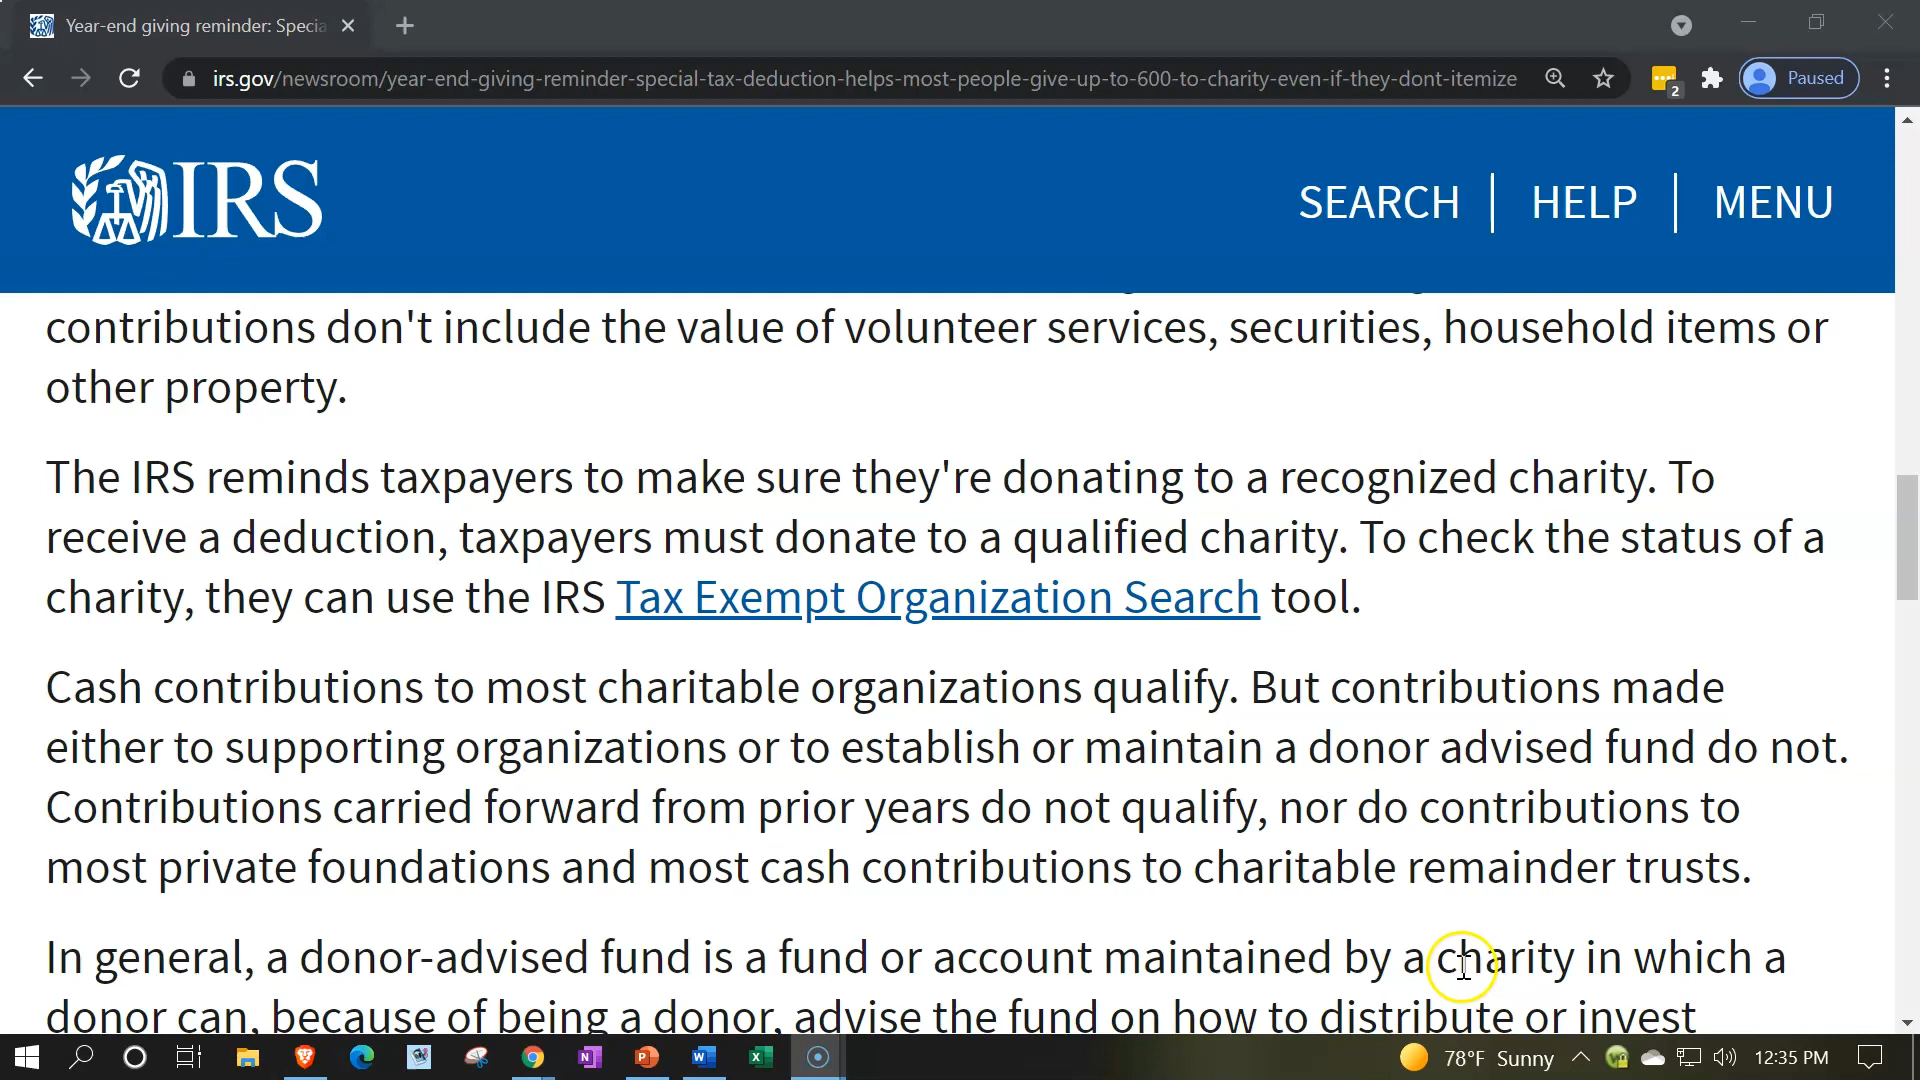 Year-end giving reminder: Specia
irs.gov/newsroom/year-end-giving-reminder-special-tax-deduction-helps-most-people-give-up-to-600-to-charity-even-if-they-dont-itemize
2
Paused
IRS
SEARCH
HELP
MENU
contributions don't include the value of volunteer services, securities, household items or
other property.
The IRS reminds taxpayers to make sure they're donating to a recognized charity. To
receive a deduction, taxpayers must donate to a qualified charity. To check the status of a
charity, they can use the IRS Tax Exempt Organization Search tool.
Cash contributions to most charitable organizations qualify. But contributions made
either to supporting organizations or to establish or maintain a donor advised fund do not.
Contributions carried forward from prior years do not qualify, nor do contributions to
most private foundations and most cash contributions to charitable remainder trusts.
In general, a donor-advised fund is a fund or account maintained by a charity in which a
donor can, because of being a donor, advise the fund on how to distribute or invest
78°F Sunny
12:35 PM